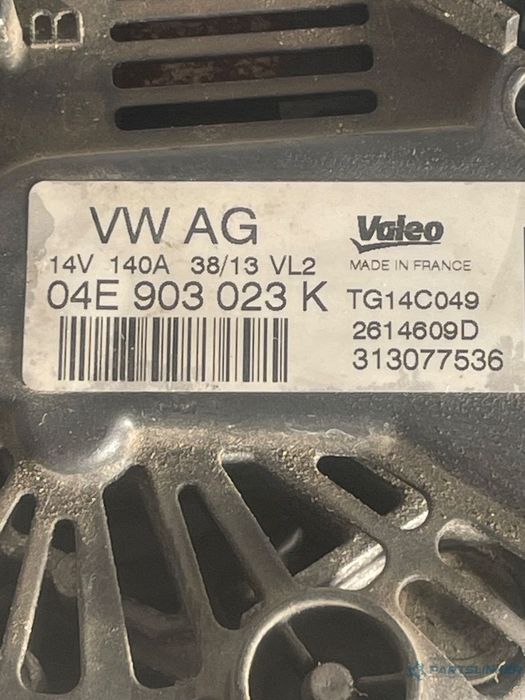 B
VW AG
Valeo
14V 140A 38/13 VL2
MADE IN FRANCE
04E 903 023 K
TG14C049
2614609D
313077536